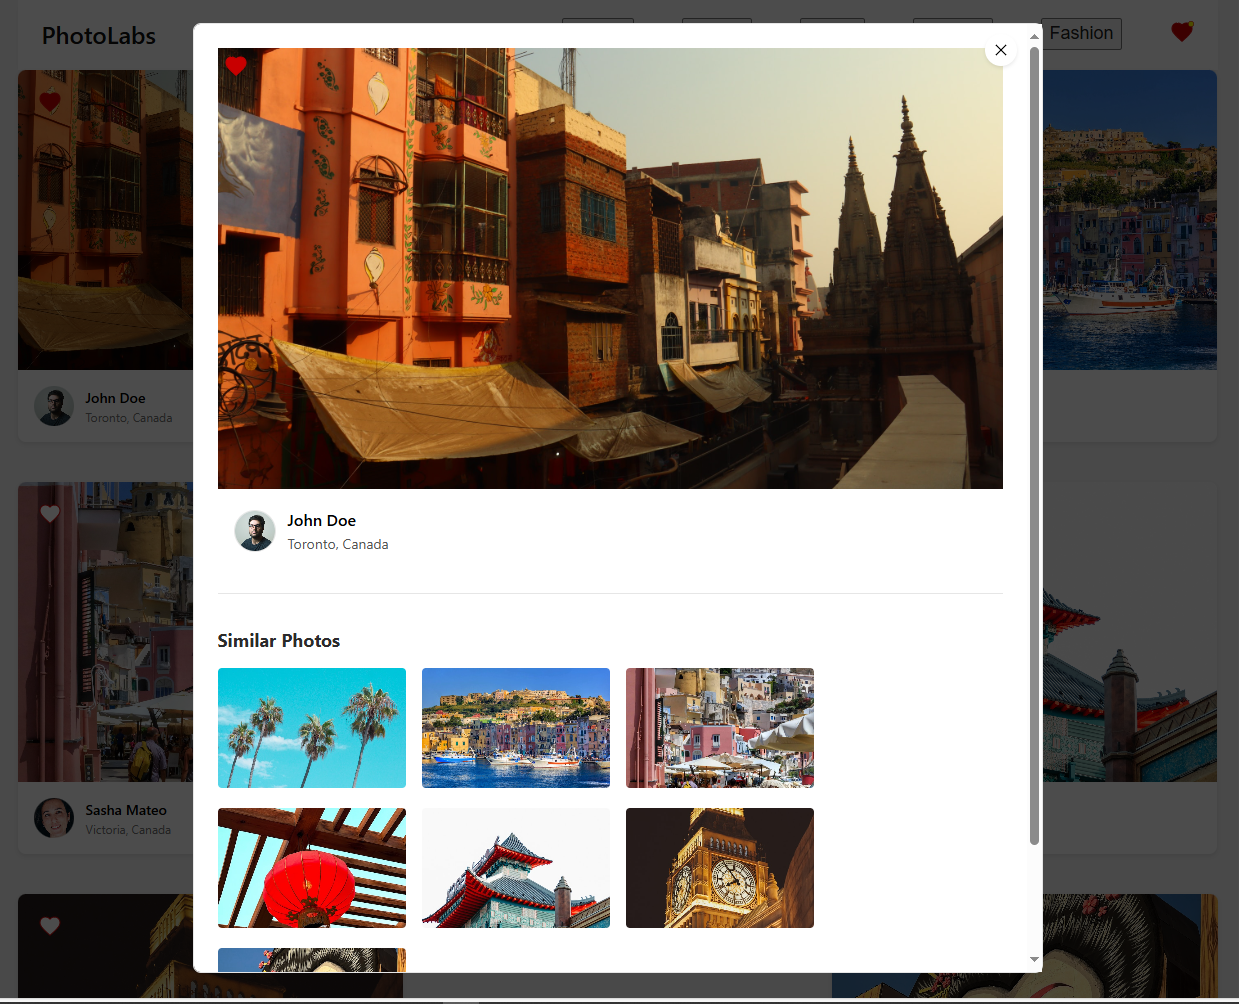 PhotoLabs
Fashion
John Doe
Toronto, Canada
Sasha Mateo
Victoria, Canada
John Doe
Toronto, Canada
Similar Photos